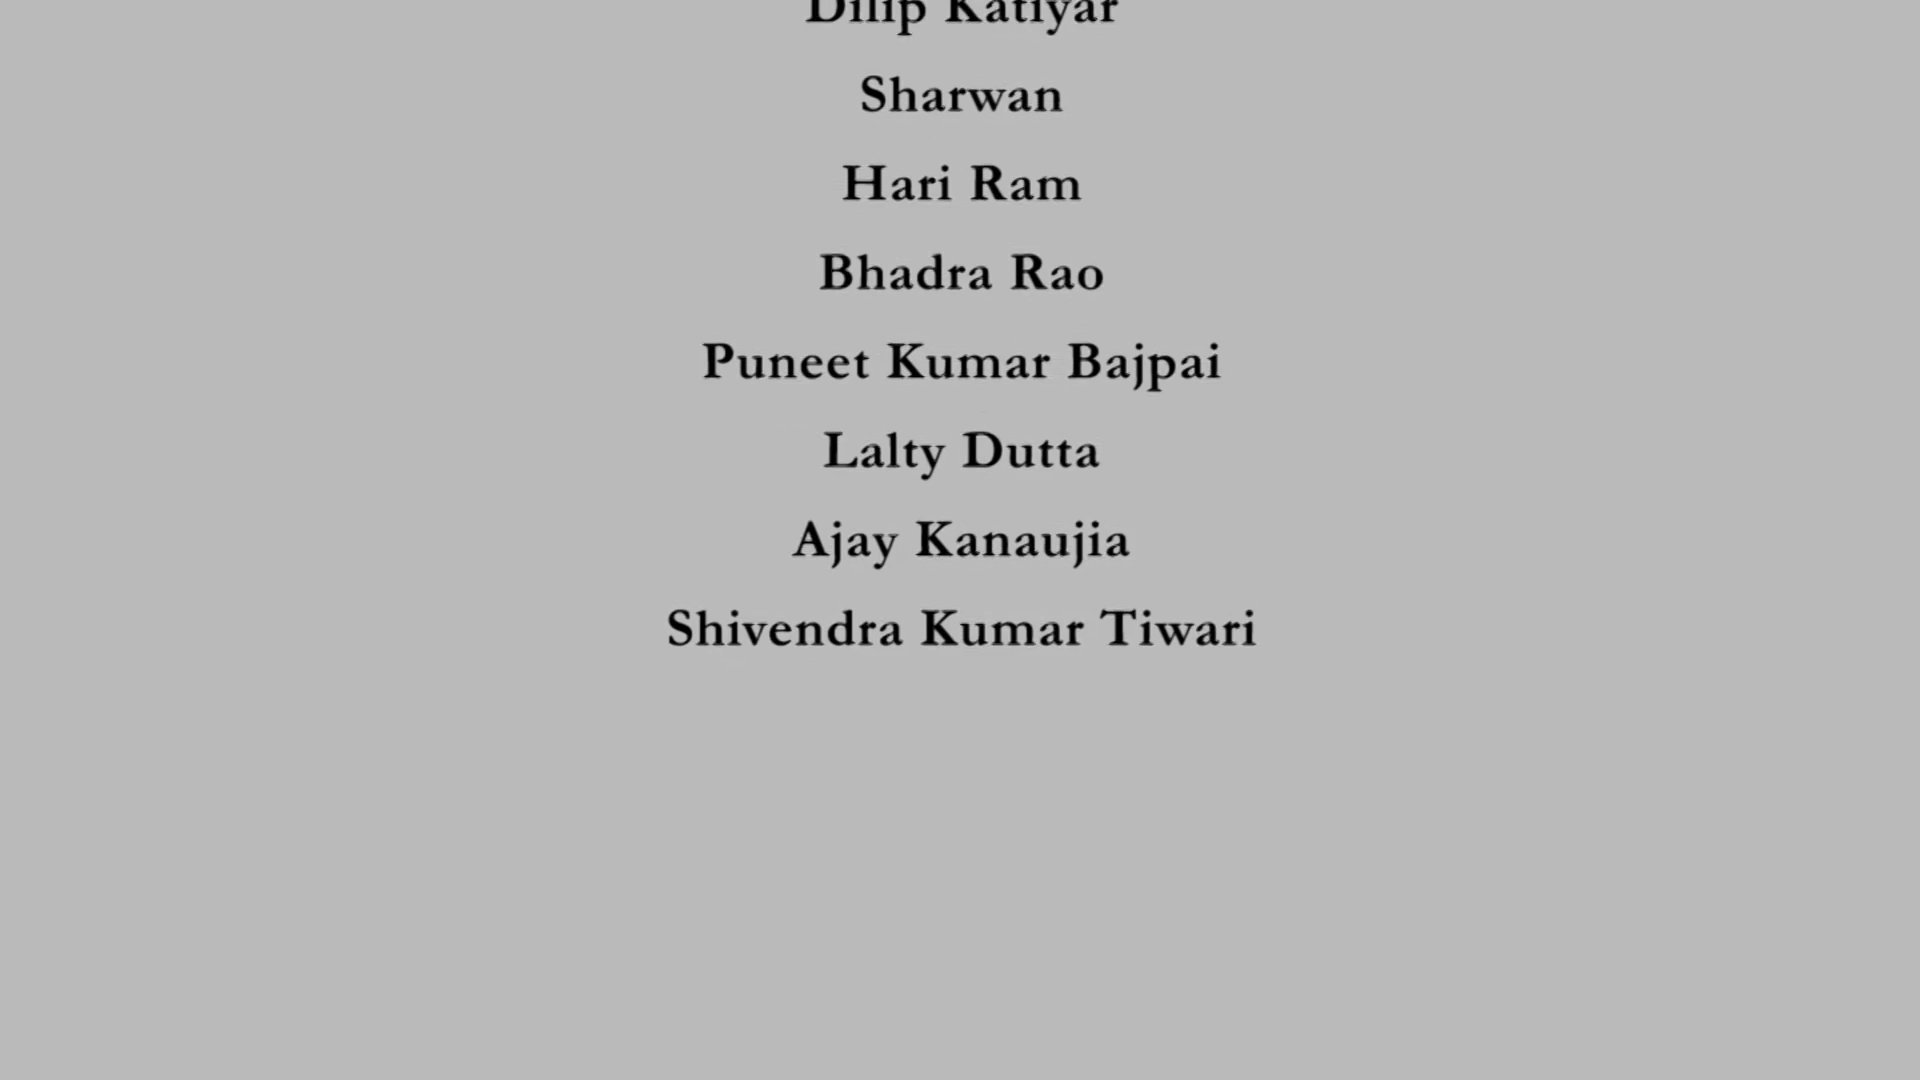 Dilip Katiyar
Sharwan
Hari Ram
Bhadra Rao
Puneet Kumar Bajpai
Lalty Dutta
Ajay Kanaujia
Shivendra Kumar Tiwari